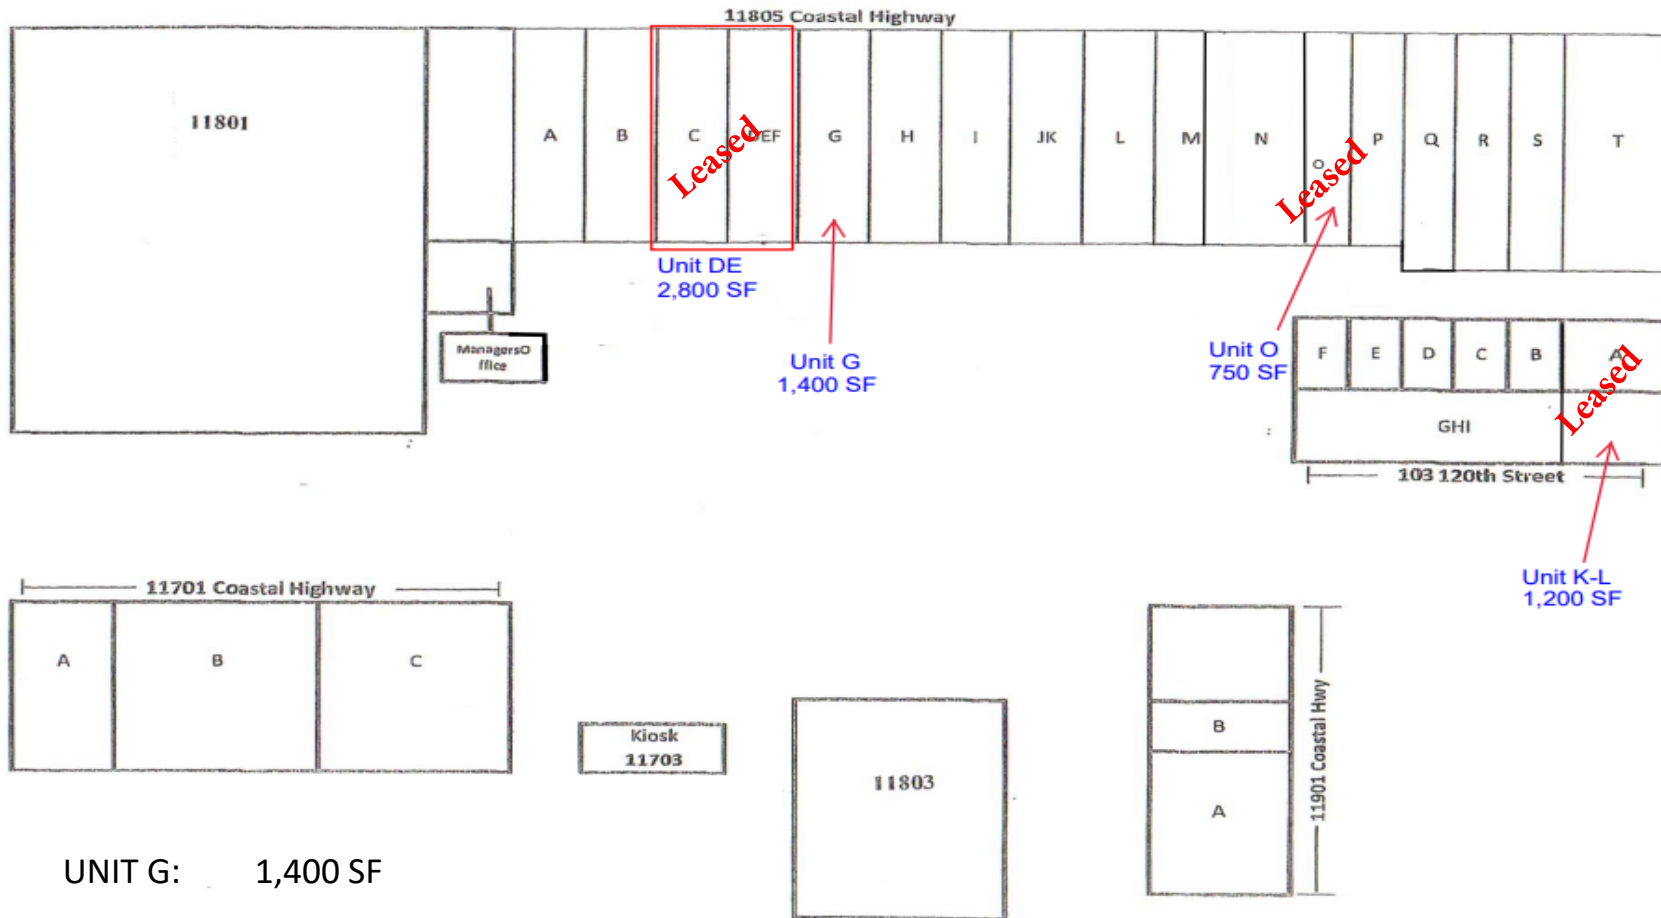 11805 Coastal Highway
11801
A
B
C
DEF
Leased
G
H
I
JK
L
M
N
O
Leased
P
Q
R
S
T
Unit DE
2,800 SF
Unit G
1,400 SF
Unit O
750 SF
ManagersO
ffice
F
E
D
C
B
A
Leased
GHI
103 120th Street
Unit K-L
1,200 SF
11701 Coastal Highway
A
B
C
Kiosk
11703
11803
B
A
11901 Coastal Hwy
UNIT G: 1,400 SF